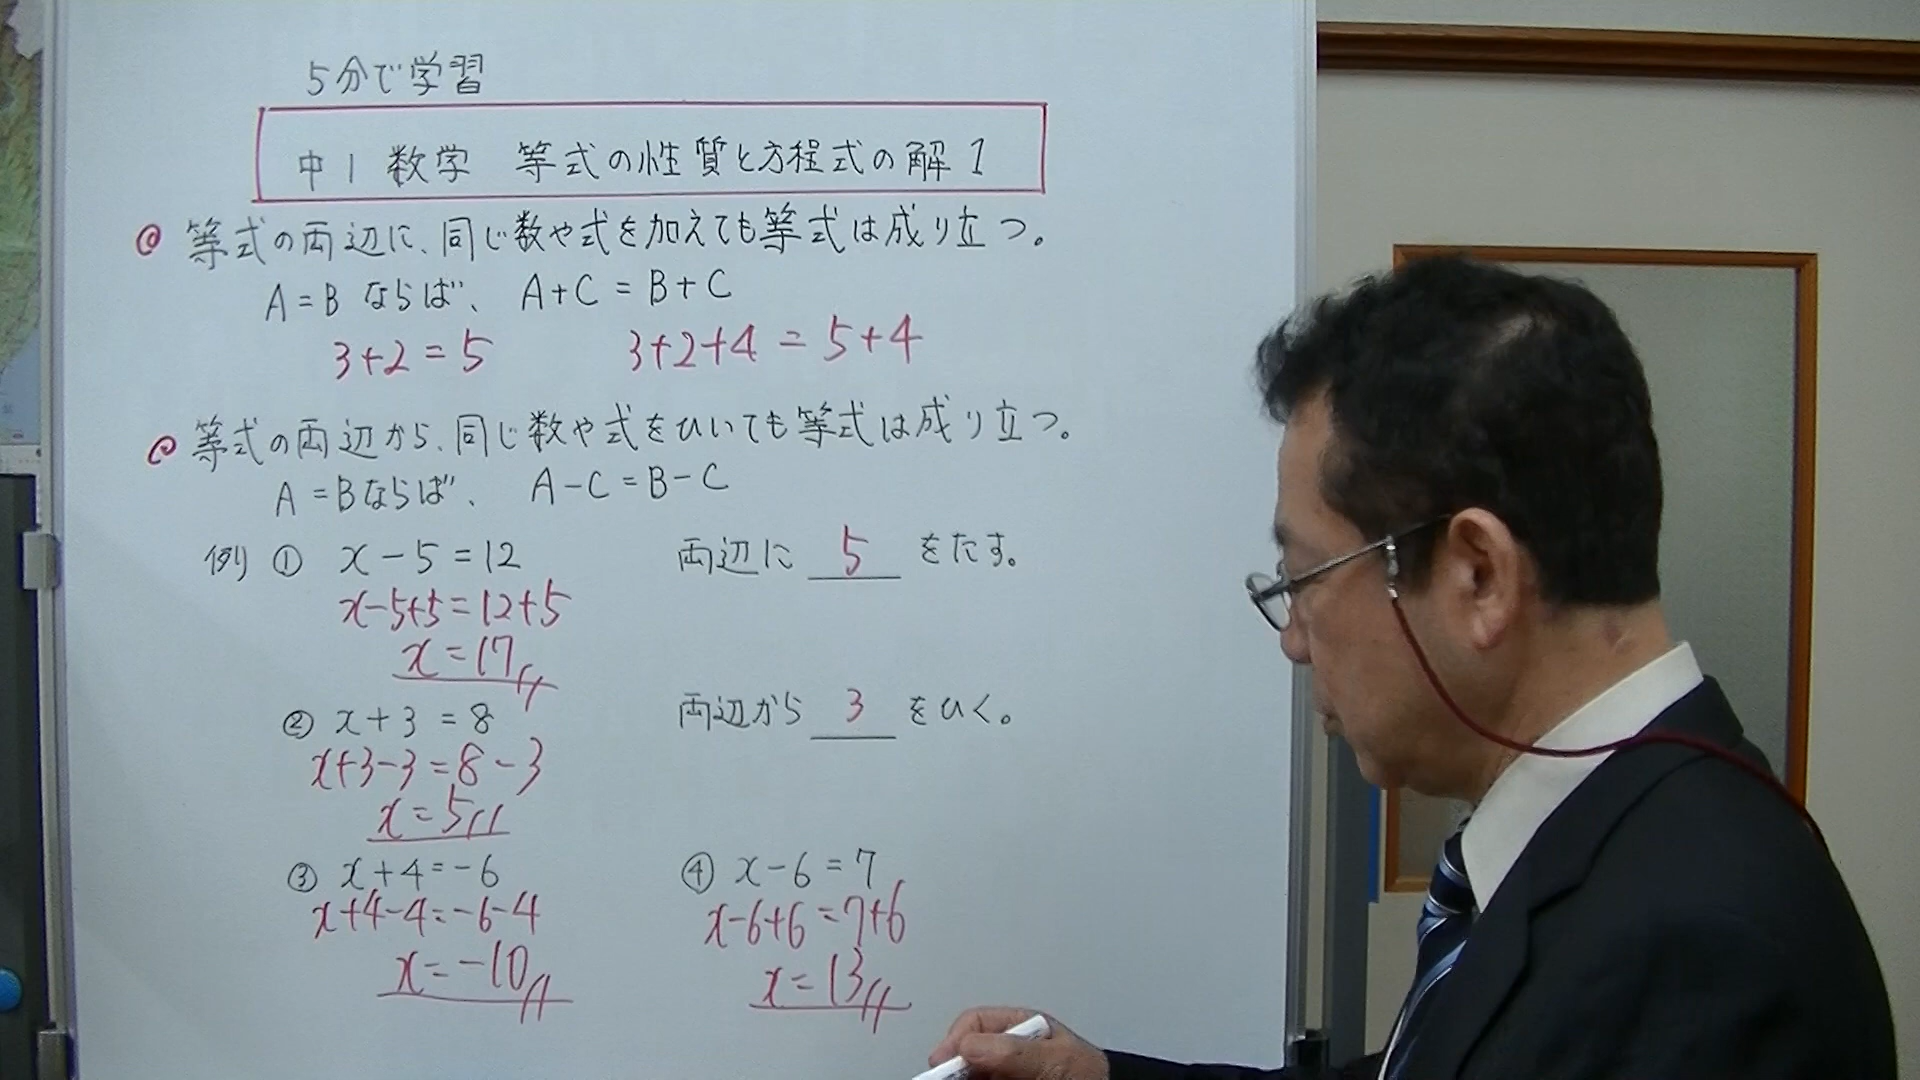 5分で学習
中1 数学 等式の性質と方程式の解 1
◎ 等式の両辺に、同じ数や式を加えても等式は成り立つ。
A=B ならば、 A+C=B+C
3+2=5 3+2+4=5+4
◎ 等式の両辺から、同じ数や式をひいても等式は成り立つ。
A=Bならば、 A-C=B-C
例 ① x-5=12 両辺に 5 をたす。
x-5+5=12+5
x=17
② x+3=8 両辺から 3 をひく。
x+3-3=8-3
x=5
③ x+4=-6 ④ x-6=7
x+4-4=-6-4 x-6+6=7+6
x=-10 x=13